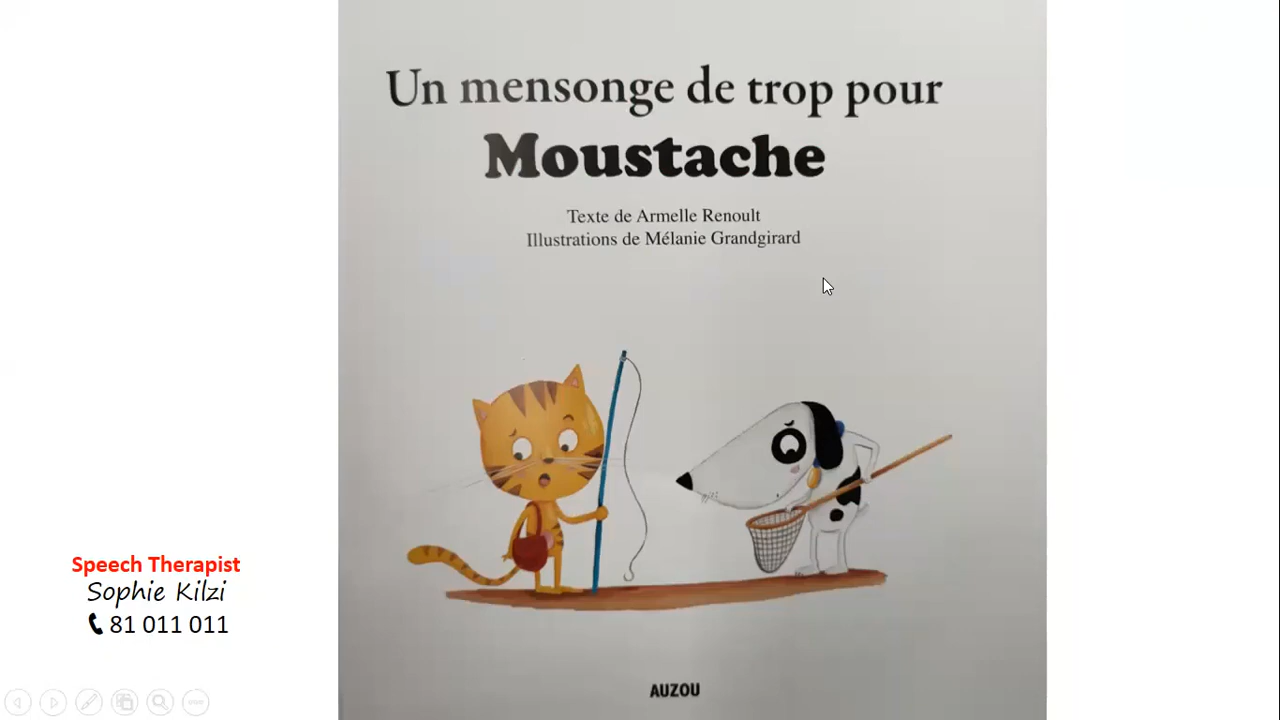 Un mensonge de trop pour
Moustache
Texte de Armelle Renoult
Illustrations de Mélanie Grandgirard
AUZOU
Speech Therapist
Sophie Kilzi
81 011 011